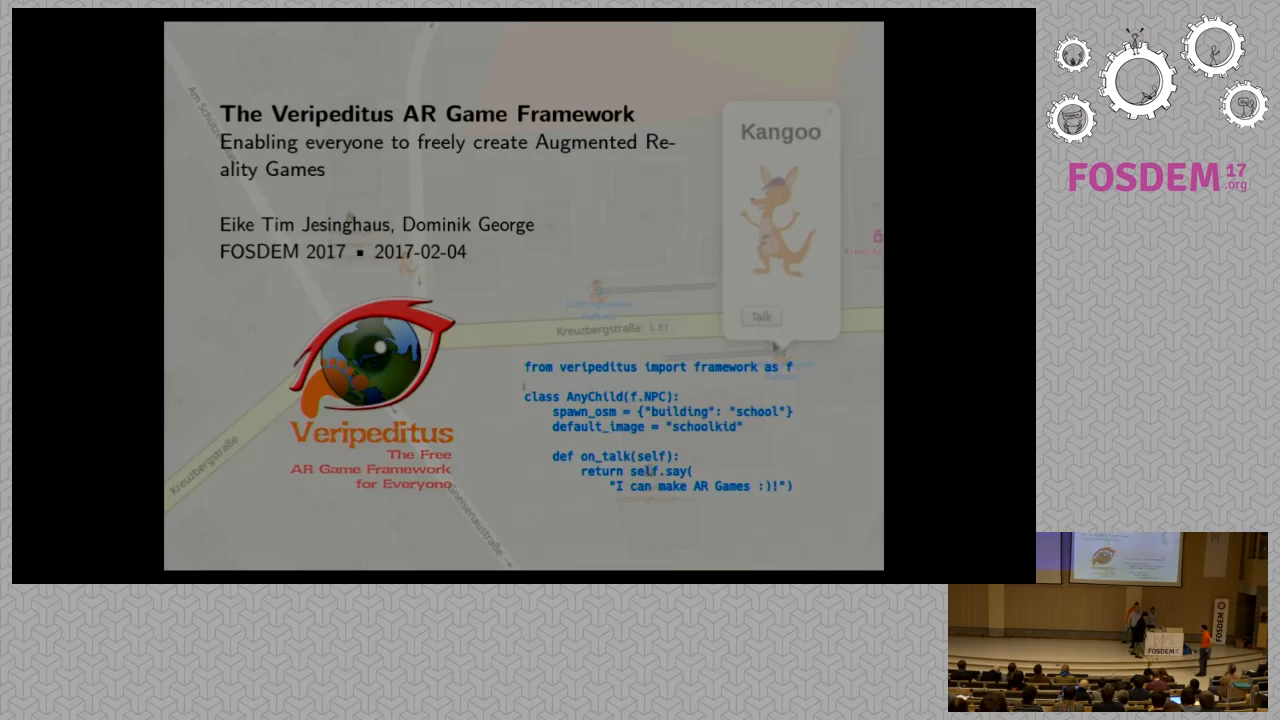 The Veripeditus AR Game Framework
Enabling everyone to freely create Augmented Re-
ality Games
Eike Tim Jesinghaus, Dominik George
FOSDEM 2017 ▪ 2017-02-04
Veripeditus
The Free
AR Game Framework
for Everyone
from veripeditus import framework as f
class AnyChild(f.NPC):
    spawn_osm = {"building": "school"}
    default_image = "schoolkid"
    def on_talk(self):
        return self.say(
            "I can make AR Games :)!")
Kangoo
Talk
Kreuzbergstraße
L 81
Kreuzbergstraße
FOSDEM 17
.org
FOSDEM
FOSDEM